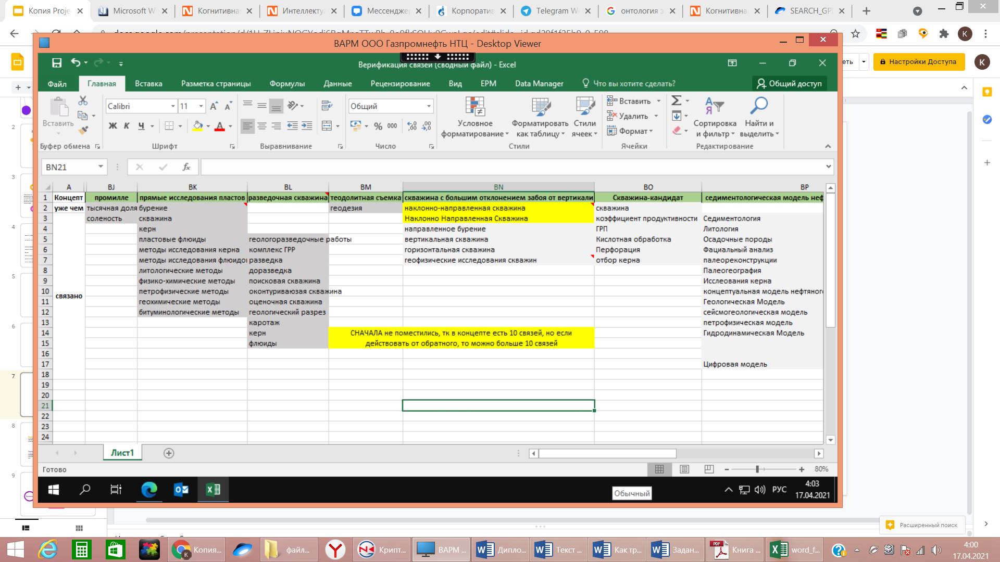 Копия Proje
Microsoft W
Когнитивна
Интеллекту
Мессендже
Корпоратив
Telegram W
онтология э
Когнитивна
SEARCH_GP
К
ВАРМ ООО Газпромнефть НТЦ - Desktop Viewer
еть
Настройки Доступа
К
Верификация связей (сводный файл) - Excel
Файл
Главная
Вставка
Разметка страницы
Формулы
Данные
Рецензирование
Вид
EPM
Data Manager
Что вы хотите сделать?
Общий доступ
Вставить
Calibri
11
Ж К Ч
Общий
% 000
Условное
форматирование
Форматировать
как таблицу
Стили
ячеек
Вставить
Удалить
Формат
Сортировка
и фильтр
Найти и
выделить
Буфер обмена
Шрифт
Выравнивание
Число
Стили
Ячейки
Редактирование
BN21
fx
A BJ BK BL BM BN BO BP
1 Концепт промилле прямые исследования пластов разведочная скважина теодолитная съемка скважина с большим отклонением забоя от вертикали Скважина-кандидат седиментологическая модель неф
2 уже чем тысячная доля бурение геодезия наклонно-направленная скважина скважина
3 соленость скважина Наклонно Направленная Скважина коэффициент продуктивности Седиментология
4 керн направленное бурение ГРП Литология
5 пластовые флюиды геологоразведочные работы вертикальная скважина Кислотная обработка Осадочные породы
6 методы исследования керна комплекс ГРР горизонтальная скважина Перфорация Фациальный анализ
7 методы исследования флюидо разведка геофизические исследования скважин отбор керна палеореконструкции
8 литологические методы доразведка Палеогеография
9 физико-химические методы поисковая скважина Исслеования керна
10 петрофизические методы оконтуриваюзая скважина концептуальная модель нефтяног
связано
11 геохимические методы оценочная скважина Геологическая Модель
12 битуминологические методы геологический разрез сейсмогеологическая модель
13 каротаж петрофизическая модель
14 керн СНАЧАЛА не поместились, тк в концепте есть 10 связей, но если Гидродинамическая Модель
15 флюиды действовать от обратного, то можно больше 10 связей
16
17 Цифровая модель
18
19
20
21
22
23
24
Лист1
Готово
80%
Обычный
РУС
4:03
17.04.2021
2
3
4
5
6
7
8
9
Расширенный поиск
Копия...
файл...
Крипт...
ВАРМ ...
Дипло...
Текст ...
Как тр...
Задан...
Книга ...
word_f...
4:00
17.04.2021